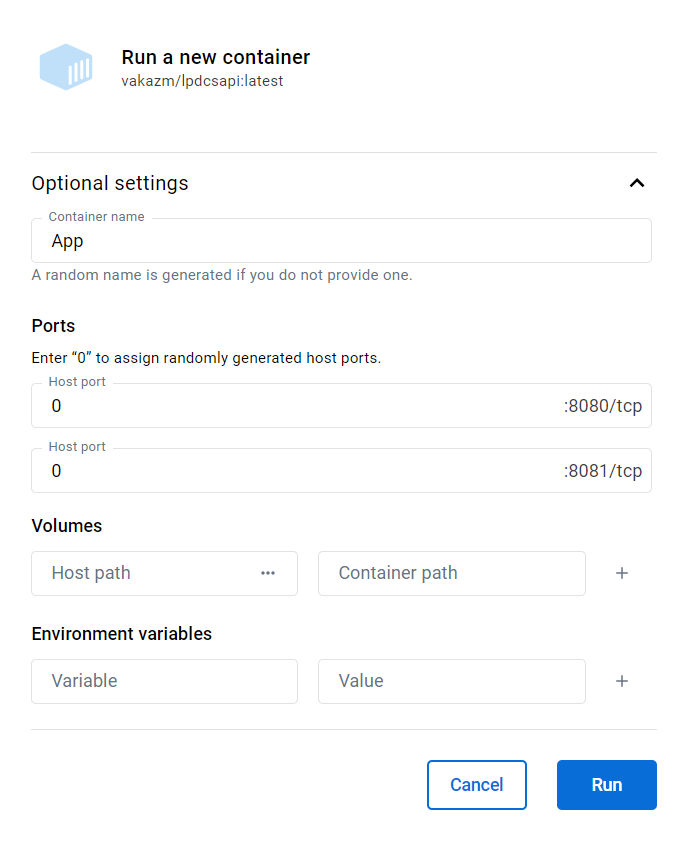 Run a new container
vakazm/lpdcsapi:latest
Optional settings
Container name
App
A random name is generated if you do not provide one.
Ports
Enter “0” to assign randomly generated host ports.
Host port
0 :8080/tcp
Host port
0 :8081/tcp
Volumes
Host path ··· Container path +
Environment variables
Variable Value +
Cancel Run